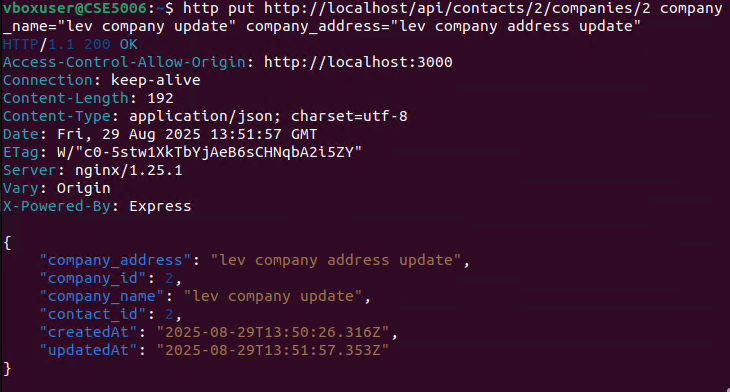 vboxuser@CSE5006:~$ http put http://localhost/api/contacts/2/companies/2 company
_name="lev company update" company_address="lev company address update"
HTTP/1.1 200 OK
Access-Control-Allow-Origin: http://localhost:3000
Connection: keep-alive
Content-Length: 192
Content-Type: application/json; charset=utf-8
Date: Fri, 29 Aug 2025 13:51:57 GMT
ETag: W/"c0-5stw1XkTbYjAeB6sCHNqbA2i5ZY"
Server: nginx/1.25.1
Vary: Origin
X-Powered-By: Express
{
    "company_address": "lev company address update",
    "company_id": 2,
    "company_name": "lev company update",
    "contact_id": 2,
    "createdAt": "2025-08-29T13:50:26.316Z",
    "updatedAt": "2025-08-29T13:51:57.353Z"
}